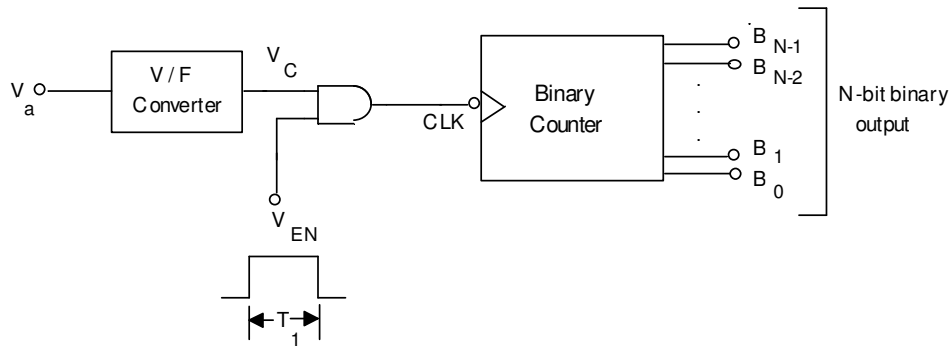 V a
V / F
Converter
V C
V EN
T 1
CLK
Binary
Counter
B N-1
B N-2
B 1
B 0
N-bit binary
output